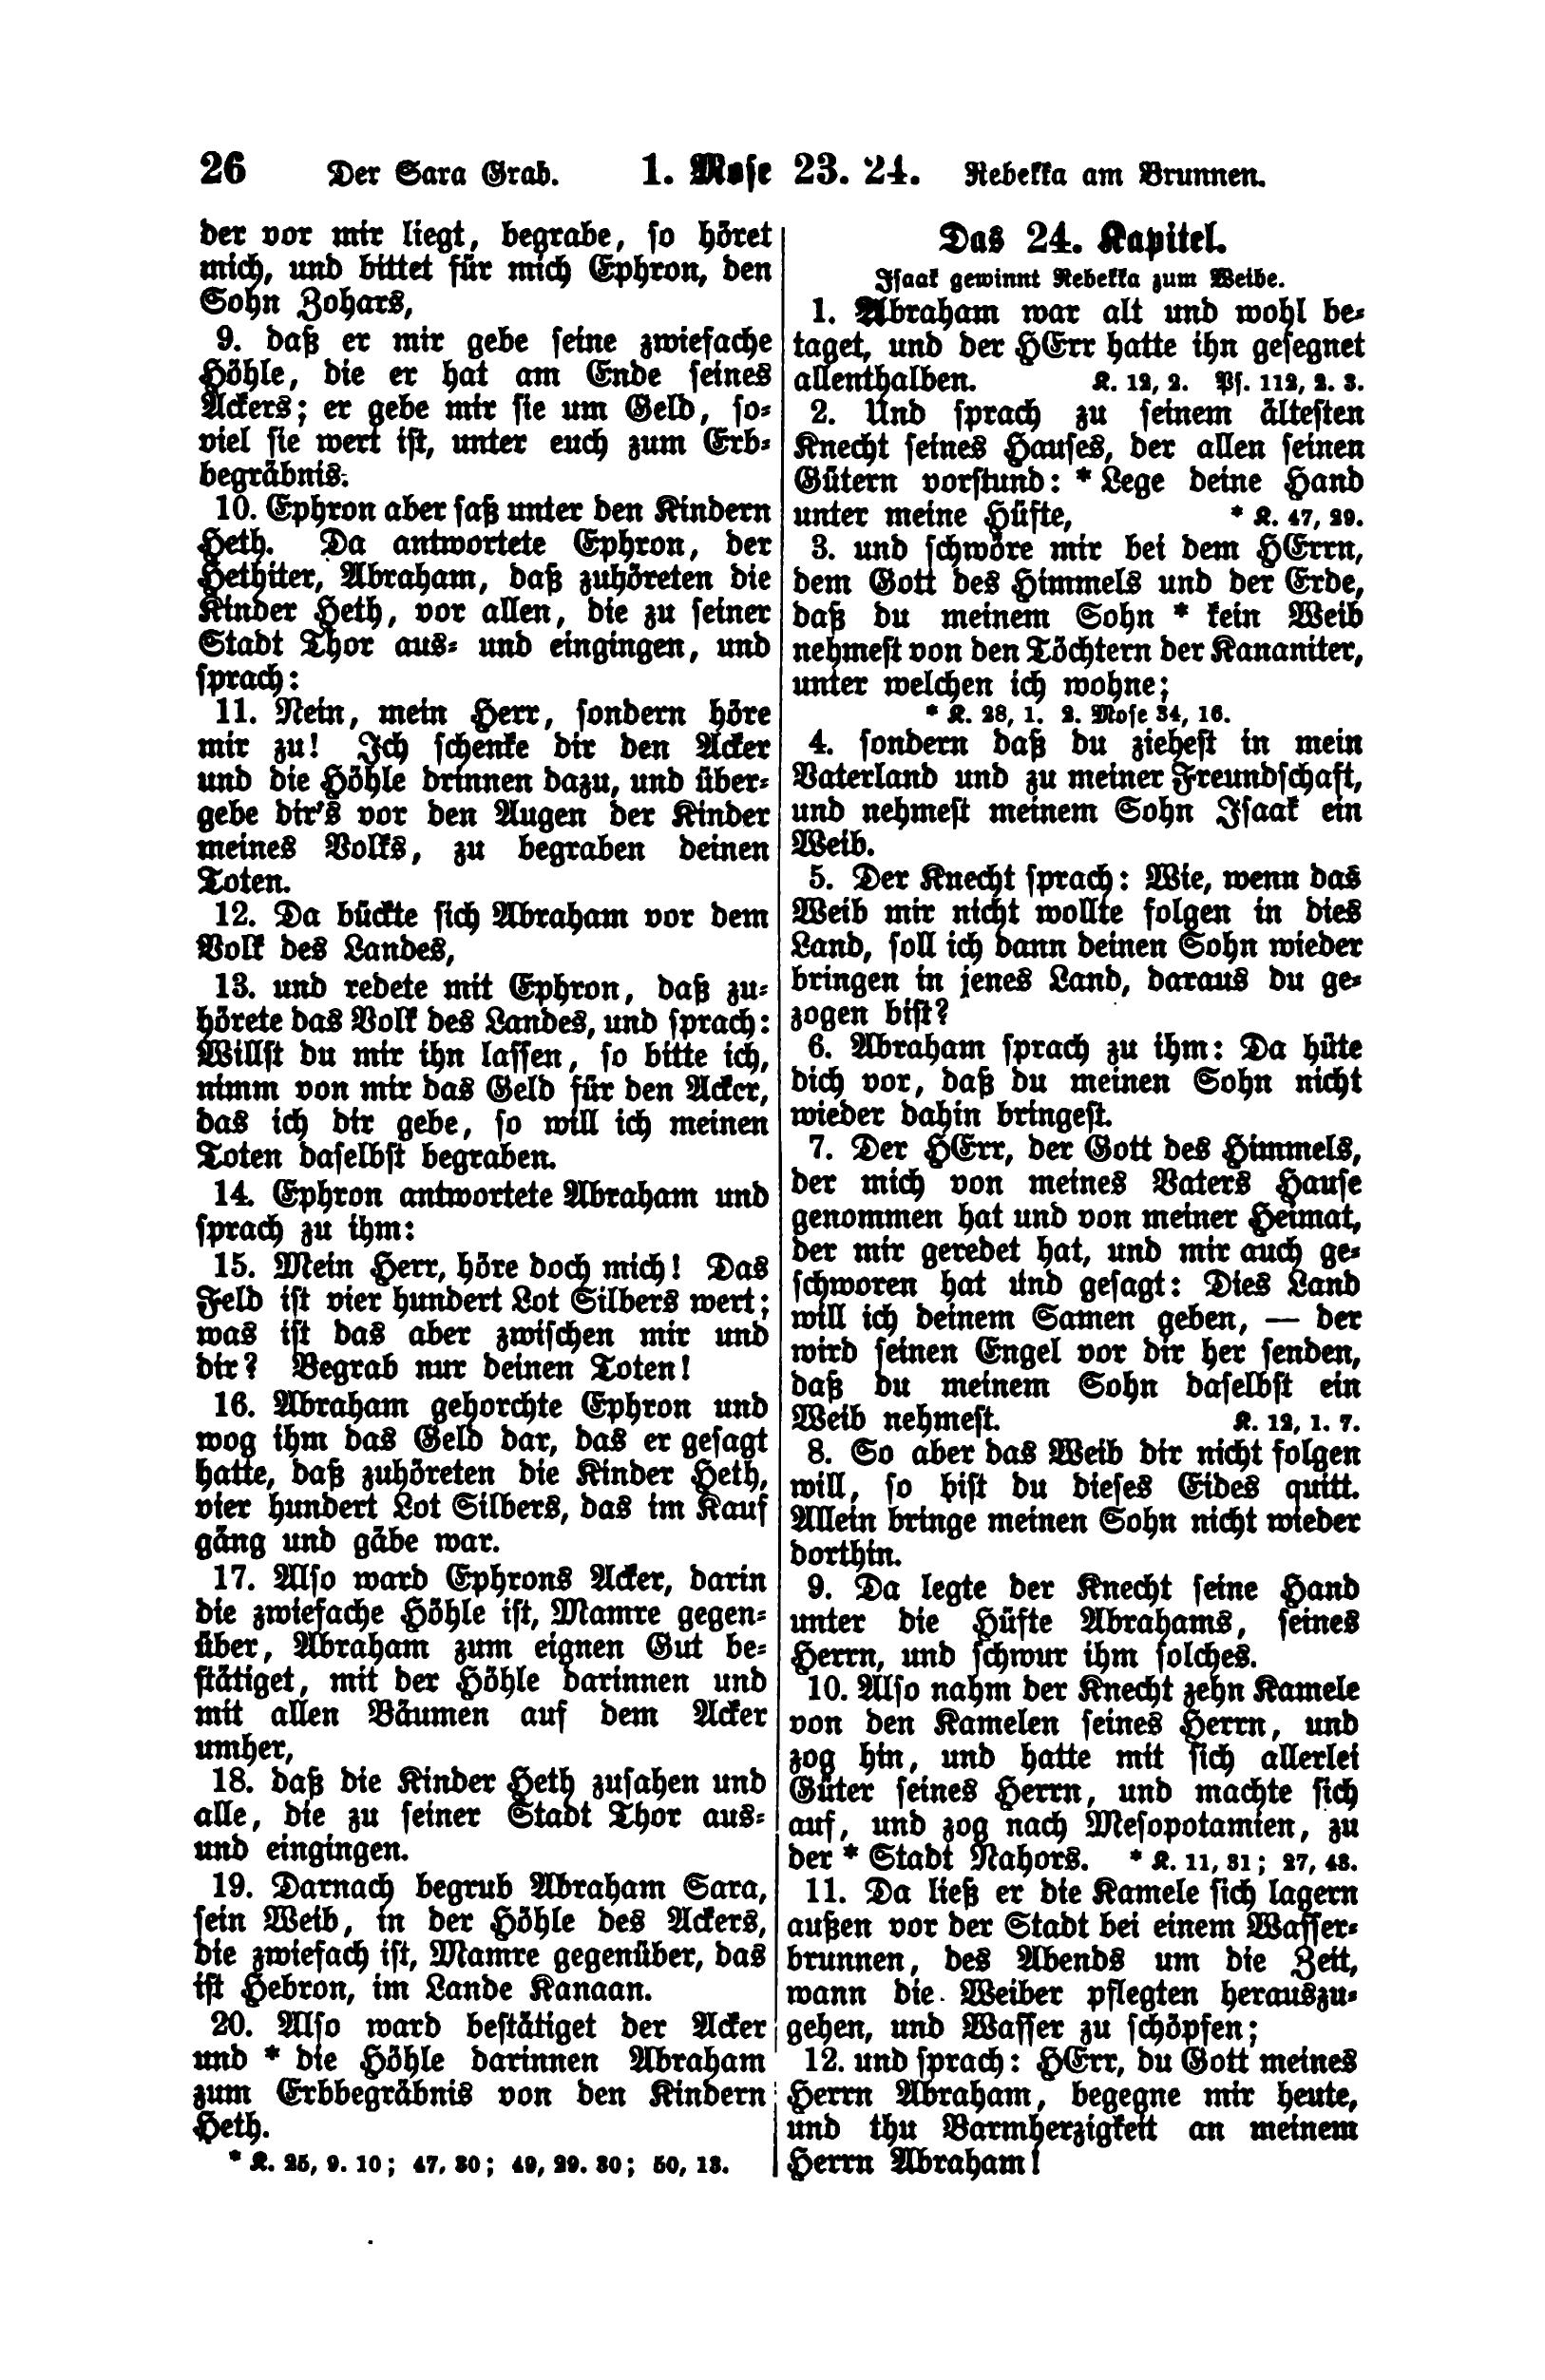 26 Der Sara Grab. 1. Mose 23. 24. Rebekka am Brunnen.
der vor mir liegt, begrabe, so höret
mich, und bittet für mich Ephron, den
Sohn Zohars,
9. daß er mir gebe seine zwiefache
Höhle, die er hat am Ende seines
Ackers; er gebe mir sie um Geld, so-
viel sie wert ist, unter euch zum Erb-
begräbnis.
10. Ephron aber saß unter den Kindern
Heth. Da antwortete Ephron, der
Hethiter, Abraham, daß zuhöreten die
Kinder Heth, vor allen, die zu seiner
Stadt Thor aus- und eingingen, und
sprach:
11. Nein, mein Herr, sondern höre
mir zu! Ich schenke dir den Acker
und die Höhle drinnen dazu, und über-
gebe dir's vor den Augen der Kinder
meines Volks, zu begraben deinen
Toten.
12. Da bückte sich Abraham vor dem
Volk des Landes,
13. und redete mit Ephron, daß zu-
hörete das Volk des Landes, und sprach:
Willst du mir ihn lassen, so bitte ich,
nimm von mir das Geld für den Acker,
das ich dir gebe, so will ich meinen
Toten daselbst begraben.
14. Ephron antwortete Abraham und
sprach zu ihm:
15. Mein Herr, höre doch mich! Das
Feld ist vier hundert Lot Silbers wert;
was ist das aber zwischen mir und
dir? Begrab nur deinen Toten!
16. Abraham gehorchte Ephron und
wog ihm das Geld dar, das er gesagt
hatte, daß zuhöreten die Kinder Heth,
vier hundert Lot Silbers, das im Kauf
gäng und gäbe war.
17. Also ward Ephrons Acker, darin
die zwiefache Höhle ist, Mamre gegen-
über, Abraham zum eignen Gut be-
stätiget, mit der Höhle darinnen und
mit allen Bäumen auf dem Acker
umher,
18. daß die Kinder Heth zusahen und
alle, die zu seiner Stadt Thor aus-
und eingingen.
19. Darnach begrub Abraham Sara,
sein Weib, in der Höhle des Ackers,
die zwiefach ist, Mamre gegenüber, das
ist Hebron, im Lande Kanaan.
20. Also ward bestätiget der Acker
und * die Höhle darinnen Abraham
zum Erbbegräbnis von den Kindern
Heth.
* K. 25, 9. 10; 47, 30; 49, 29. 30; 50, 13.
Das 24. Kapitel.
Isaak gewinnt Rebekka zum Weibe.
1. Abraham war alt und wohl be-
taget, und der HErr hatte ihn gesegnet
allenthalben. K. 12, 2. Ps. 112, 2. 3.
2. Und sprach zu seinem ältesten
Knecht seines Hauses, der allen seinen
Gütern vorstund: * Lege deine Hand
unter meine Hüfte, * K. 47, 29.
3. und schwöre mir bei dem HErrn,
dem Gott des Himmels und der Erde,
daß du meinem Sohn * kein Weib
nehmest von den Töchtern der Kananiter,
unter welchen ich wohne;
* K. 28, 1. 2. Mose 34, 16.
4. sondern daß du ziehest in mein
Vaterland und zu meiner Freundschaft,
und nehmest meinem Sohn Isaak ein
Weib.
5. Der Knecht sprach: Wie, wenn das
Weib mir nicht wollte folgen in dies
Land, soll ich dann deinen Sohn wieder
bringen in jenes Land, daraus du ge-
zogen bist?
6. Abraham sprach zu ihm: Da hüte
dich vor, daß du meinen Sohn nicht
wieder dahin bringest.
7. Der HErr, der Gott des Himmels,
der mich von meines Vaters Hause
genommen hat und von meiner Heimat,
der mir geredet hat, und mir auch ge-
schworen hat und gesagt: Dies Land
will ich deinem Samen geben, — der
wird seinen Engel vor dir her senden,
daß du meinem Sohn daselbst ein
Weib nehmest. K. 12, 1. 7.
8. So aber das Weib dir nicht folgen
will, so bist du dieses Eides quitt.
Allein bringe meinen Sohn nicht wieder
dorthin.
9. Da legte der Knecht seine Hand
unter die Hüfte Abrahams, seines
Herrn, und schwur ihm solches.
10. Also nahm der Knecht zehn Kamele
von den Kamelen seines Herrn, und
zog hin, und hatte mit sich allerlei
Güter seines Herrn, und machte sich
auf, und zog nach Mesopotamien, zu
der * Stadt Nahors. * K. 11, 31; 27, 43.
11. Da ließ er die Kamele sich lagern
außen vor der Stadt bei einem Wasser-
brunnen, des Abends um die Zeit,
wann die Weiber pflegten herauszu-
gehen, und Wasser zu schöpfen;
12. und sprach: HErr, du Gott meines
Herrn Abraham, begegne mir heute,
und thu Barmherzigkeit an meinem
Herrn Abraham!